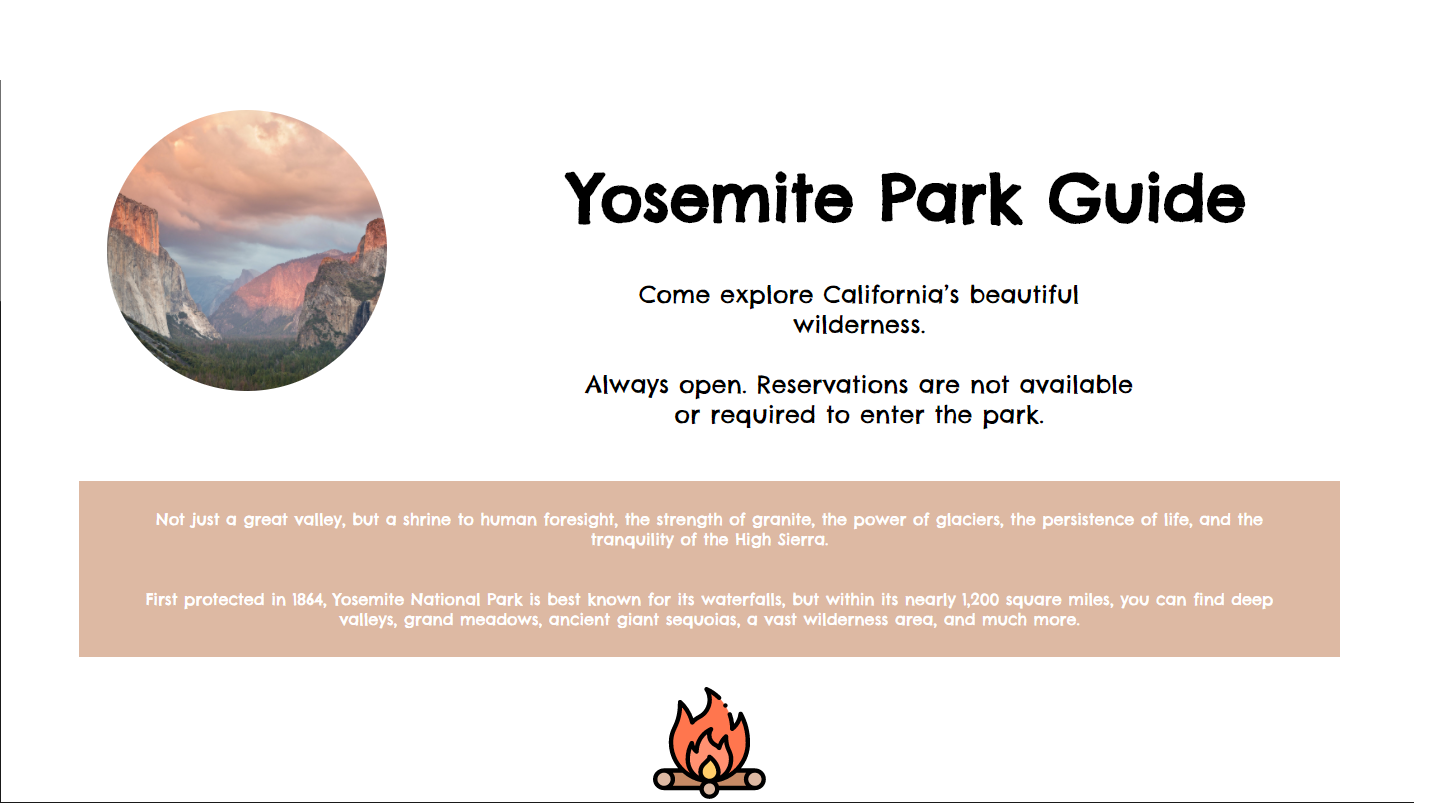 Yosemite Park Guide
Come explore California’s beautiful
wilderness.
Always open. Reservations are not available
or required to enter the park.
Not just a great valley, but a shrine to human foresight, the strength of granite, the power of glaciers, the persistence of life, and the
tranquility of the High Sierra.
First protected in 1864, Yosemite National Park is best known for its waterfalls, but within its nearly 1,200 square miles, you can find deep
valleys, grand meadows, ancient giant sequoias, a vast wilderness area, and much more.